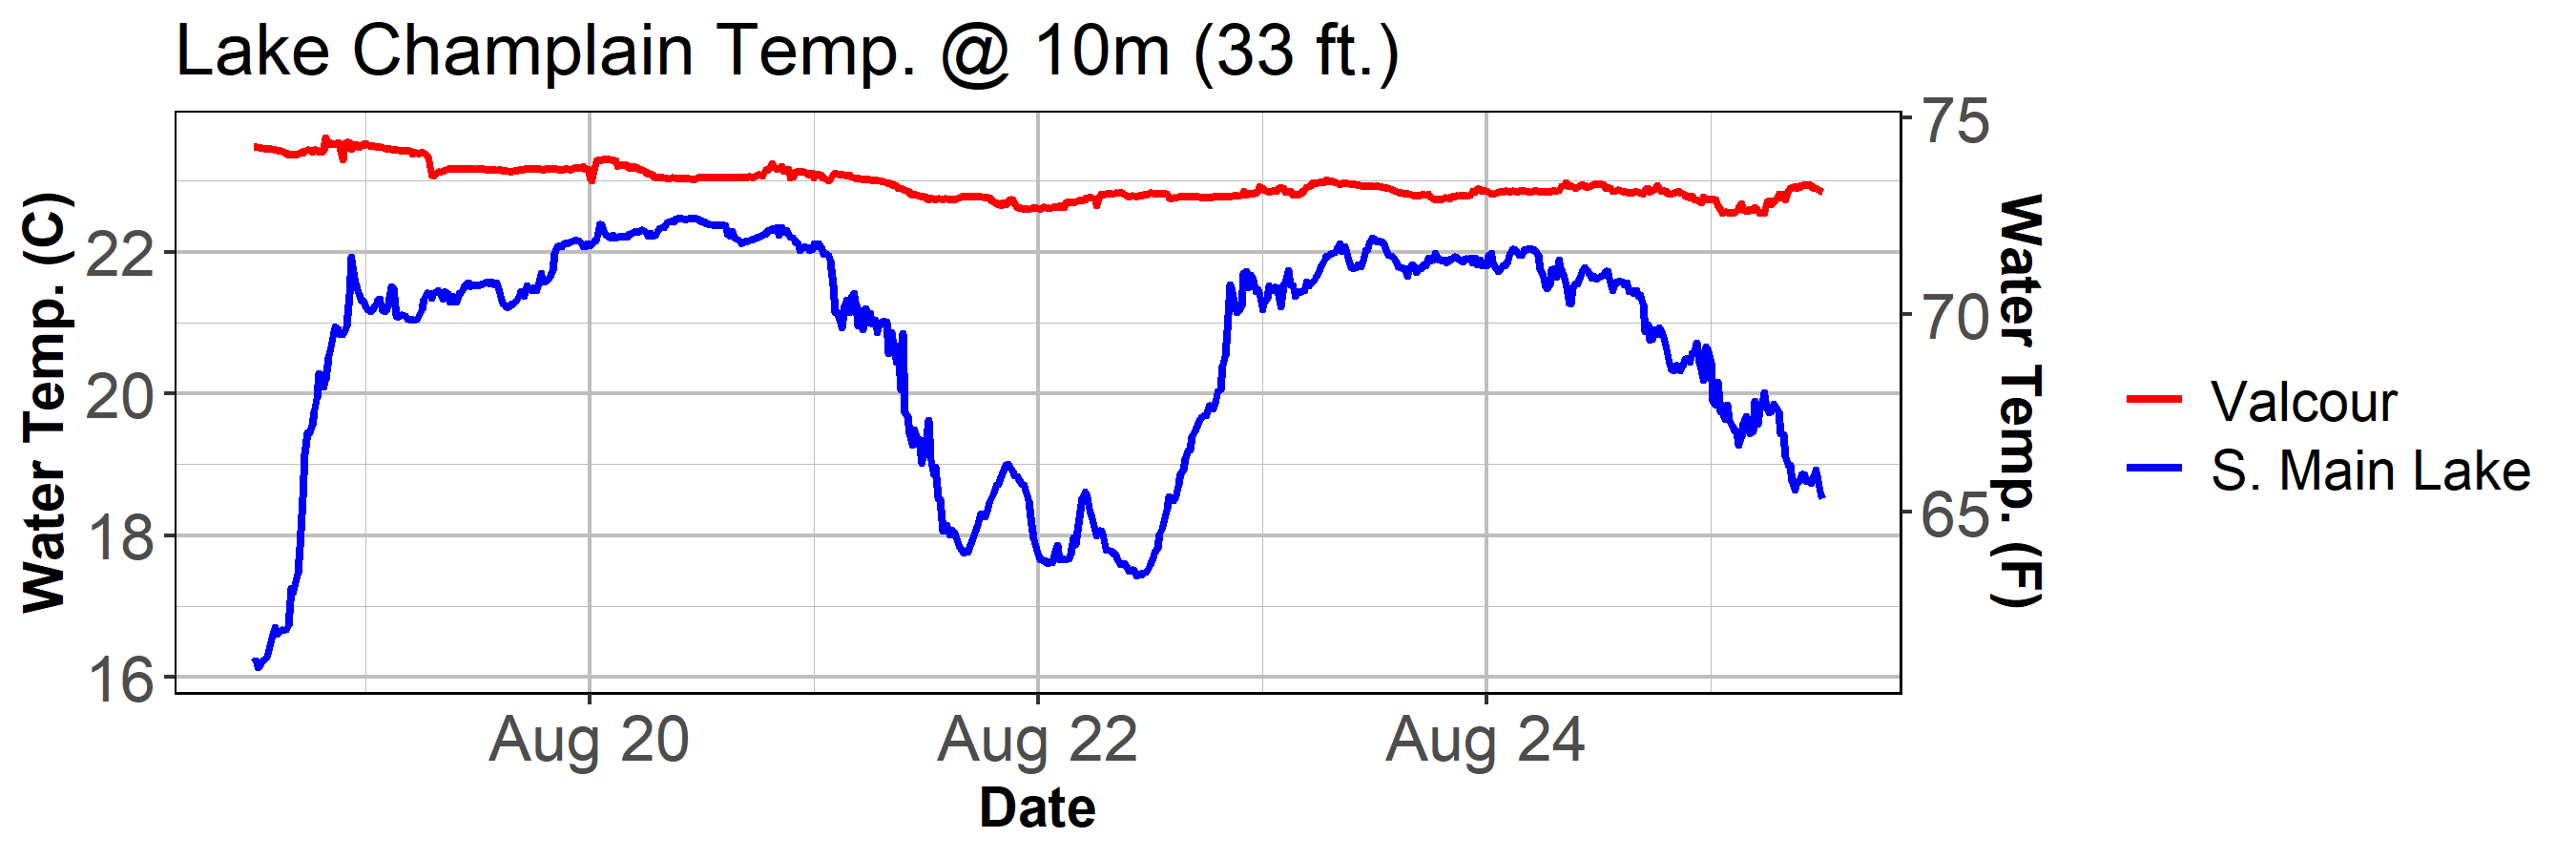 Lake Champlain Temp. @ 10m (33 ft.)
Water Temp. (C)
22
20
18
16
75
70
65
Water Temp. (F)
Aug 20
Aug 22
Aug 24
Date
Valcour
S. Main Lake